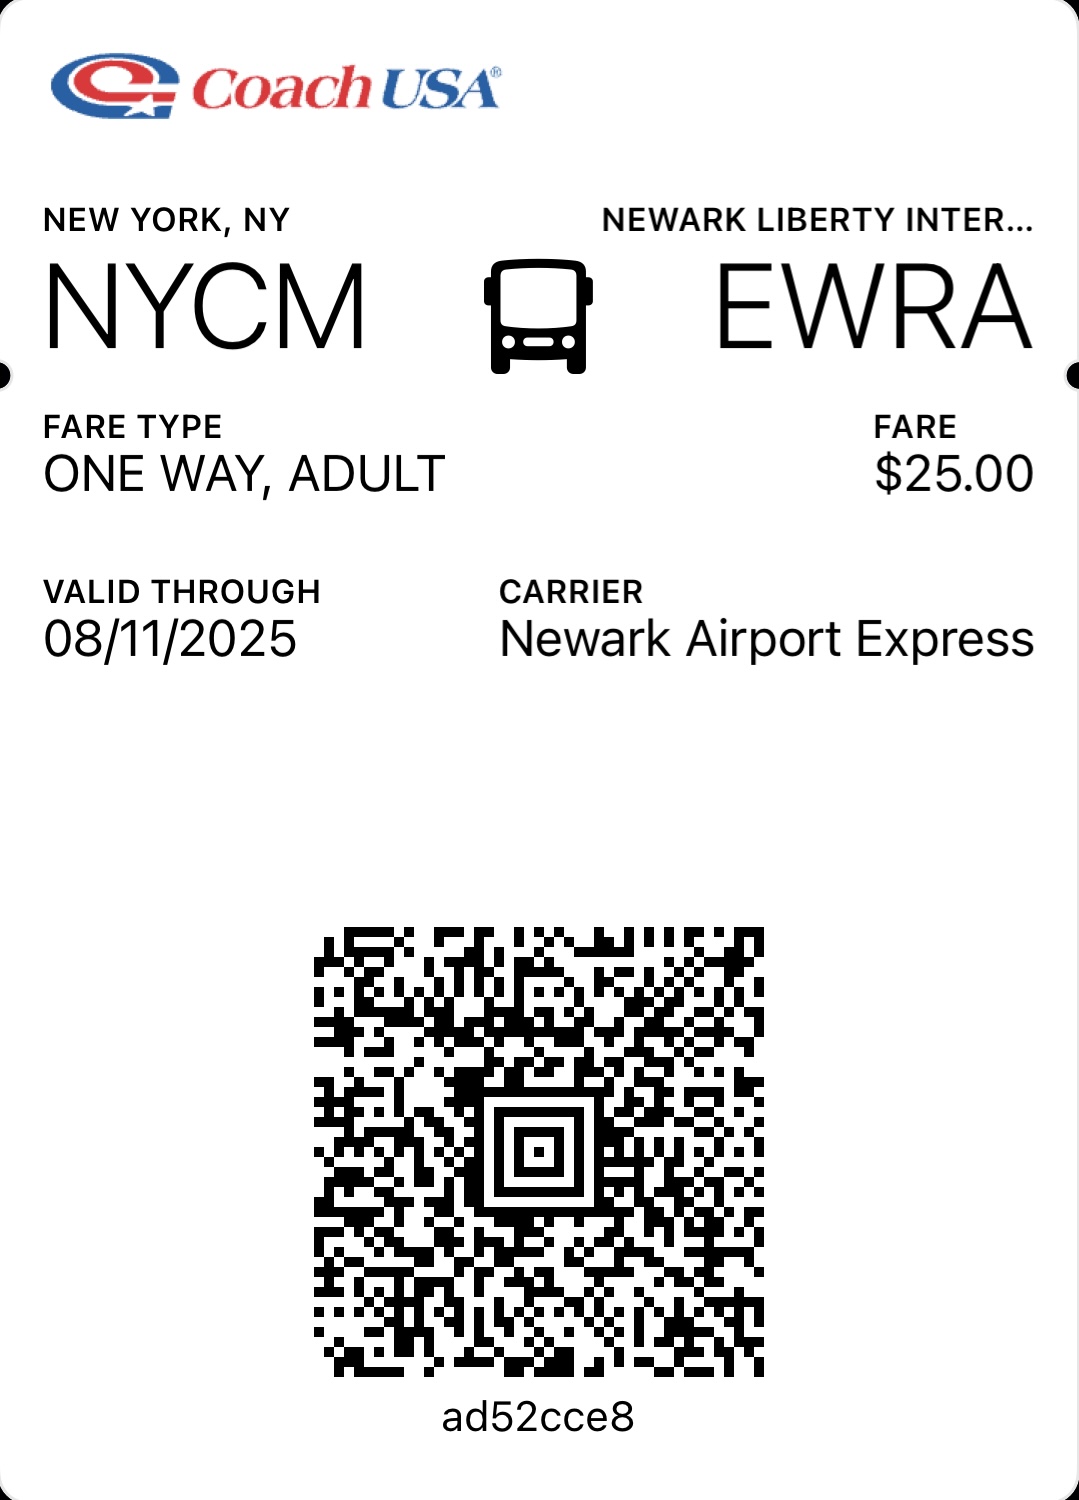 Coach USA®
NEW YORK, NY
NEWARK LIBERTY INTER...
NYCM
EWRA
FARE TYPE
FARE
ONE WAY, ADULT
$25.00
VALID THROUGH
CARRIER
08/11/2025
Newark Airport Express
ad52cce8